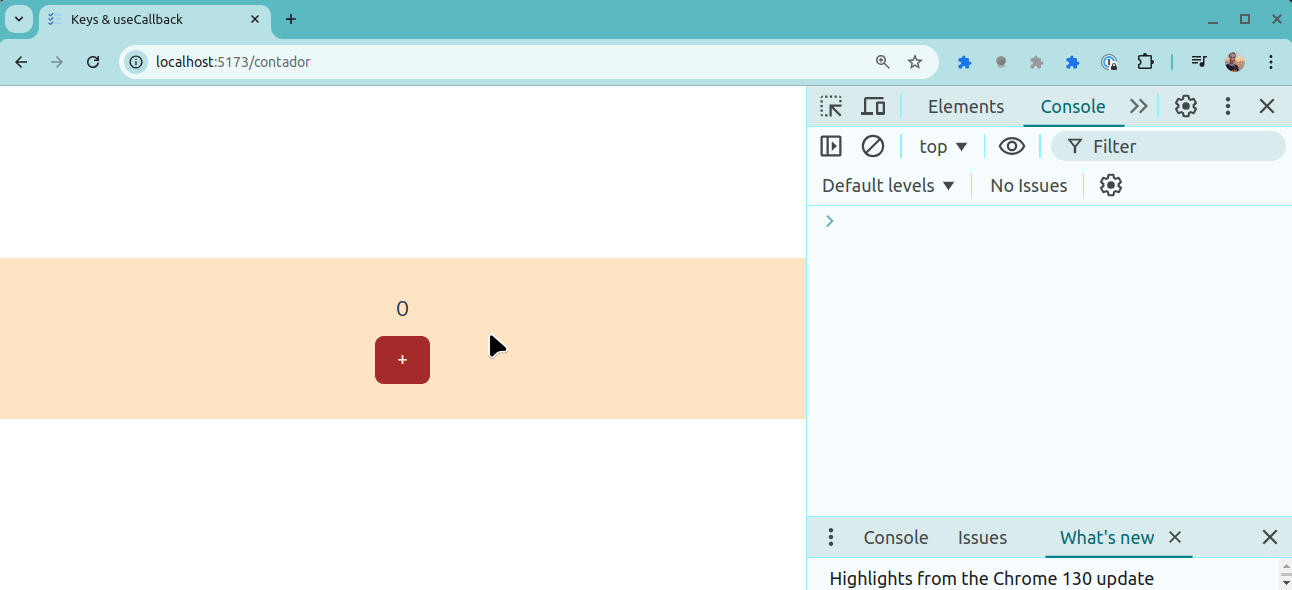 Keys & useCallback
localhost:5173/contador
Elements
Console
top
Filter
Default levels
No Issues
0
+
Console
Issues
What's new
Highlights from the Chrome 130 update